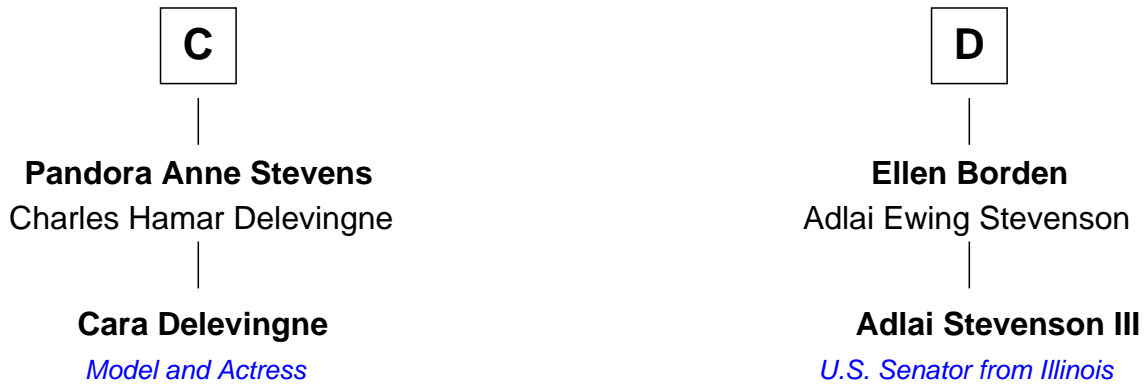 C
Pandora Anne Stevens
Charles Hamar Delevingne
Cara Delevingne
Model and Actress
D
Ellen Borden
Adlai Ewing Stevenson
Adlai Stevenson III
U.S. Senator from Illinois